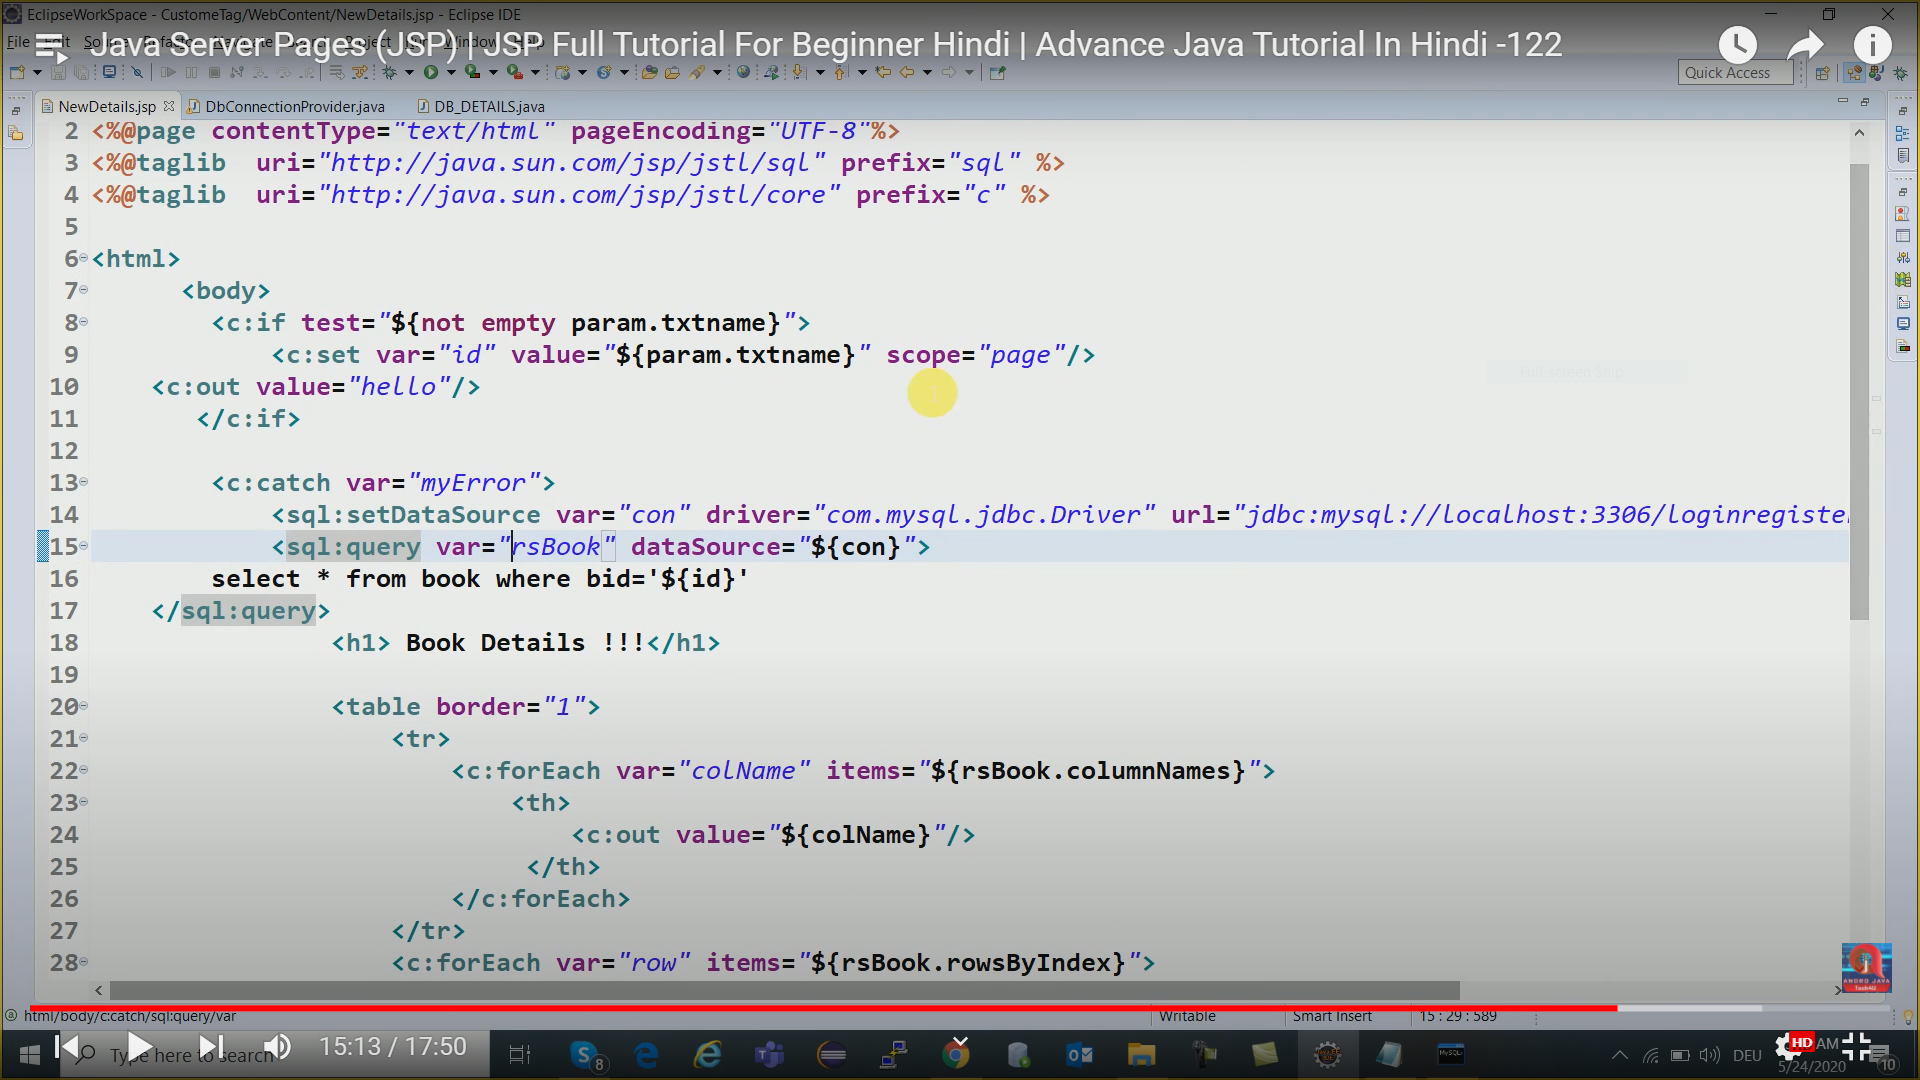 EclipseWorkSpace - CustomeTag/WebContent/NewDetails.jsp - Eclipse IDE
Java Server Pages (JSP) | JSP Full Tutorial For Beginner Hindi | Advance Java Tutorial In Hindi -122
File Edit
Quick Access
NewDetails.jsp DbConnectionProvider.java DB_DETAILS.java
2 <%@page contentType="text/html" pageEncoding="UTF-8"%>
3 <%@taglib uri="http://java.sun.com/jsp/jstl/sql" prefix="sql" %>
4 <%@taglib uri="http://java.sun.com/jsp/jstl/core" prefix="c" %>
5
6 <html>
7 <body>
8 <c:if test="${not empty param.txtname}">
9 <c:set var="id" value="${param.txtname}" scope="page"/>
10 <c:out value="hello"/>
11 </c:if>
12
13 <c:catch var="myError">
14 <sql:setDataSource var="con" driver="com.mysql.jdbc.Driver" url="jdbc:mysql://localhost:3306/loginregiste
15 <sql:query var="rsBook" dataSource="${con}">
16 select * from book where bid='${id}'
17 </sql:query>
18 <h1> Book Details !!!</h1>
19
20 <table border="1">
21 <tr>
22 <c:forEach var="colName" items="${rsBook.columnNames}">
23 <th>
24 <c:out value="${colName}"/>
25 </th>
26 </c:forEach>
27 </tr>
28 <c:forEach var="row" items="${rsBook.rowsByIndex}">
ANDRO JAVA
Tech4U
html/body/c:catch/sql:query/var
Writable Smart Insert 15 : 29 : 589
Type here to search
15:13 / 17:50
8
DEU
HD
AM
5/24/2020
10